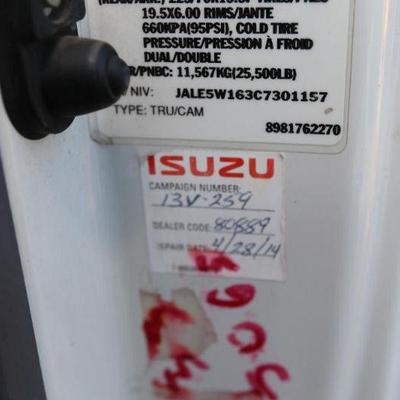 19.5X6.00 RIMS/JANTE
660KPA(95PSI), COLD TIRE
PRESSURE/PRESSION À FROID
DUAL/DOUBLE
R/PNBC: 11,567KG(25,500LB)
/NIV: JALE5W163C7301157
TYPE: TRU/CAM
8981762270
ISUZU
CAMPAIGN NUMBER:
13V-259
DEALER CODE: 80889
REPAIR DATE: 4/28/14